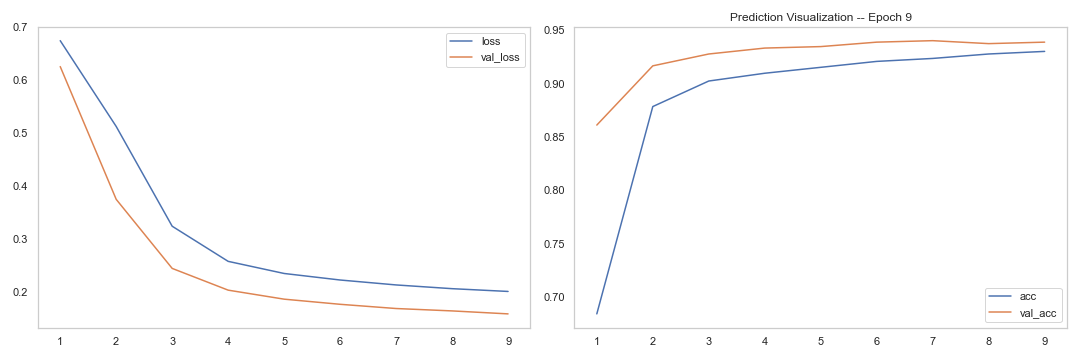 0.7
0.6
0.5
0.4
0.3
0.2
1 2 3 4 5 6 7 8 9
loss
val_loss
Prediction Visualization -- Epoch 9
0.95
0.90
0.85
0.80
0.75
0.70
1 2 3 4 5 6 7 8 9
acc
val_acc